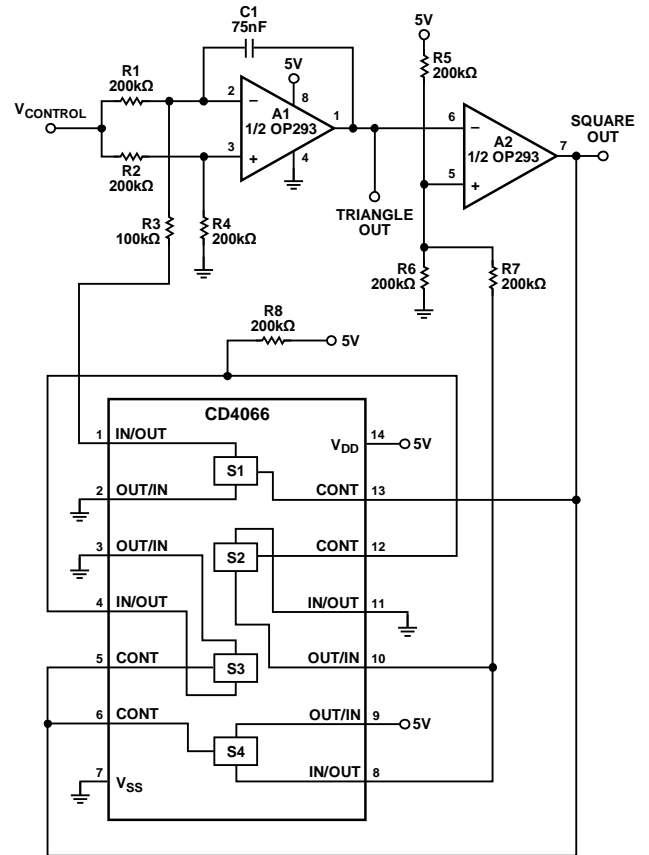 C1
75nF
5V
R1
200kΩ
VCONTROL
2
−
8
A1
1/2 OP293
1
3
+
4
R2
200kΩ
R3
100kΩ
R4
200kΩ
TRIANGLE
OUT
5V
R5
200kΩ
6
−
A2
1/2 OP293
7
5
+
SQUARE
OUT
R6
200kΩ
R7
200kΩ
R8
200kΩ
5V
CD4066
1
IN/OUT
S1
VDD
14
5V
2
OUT/IN
CONT
13
3
OUT/IN
S2
CONT
12
4
IN/OUT
IN/OUT
11
5
CONT
S3
OUT/IN
10
6
CONT
S4
OUT/IN
9
5V
7
VSS
IN/OUT
8